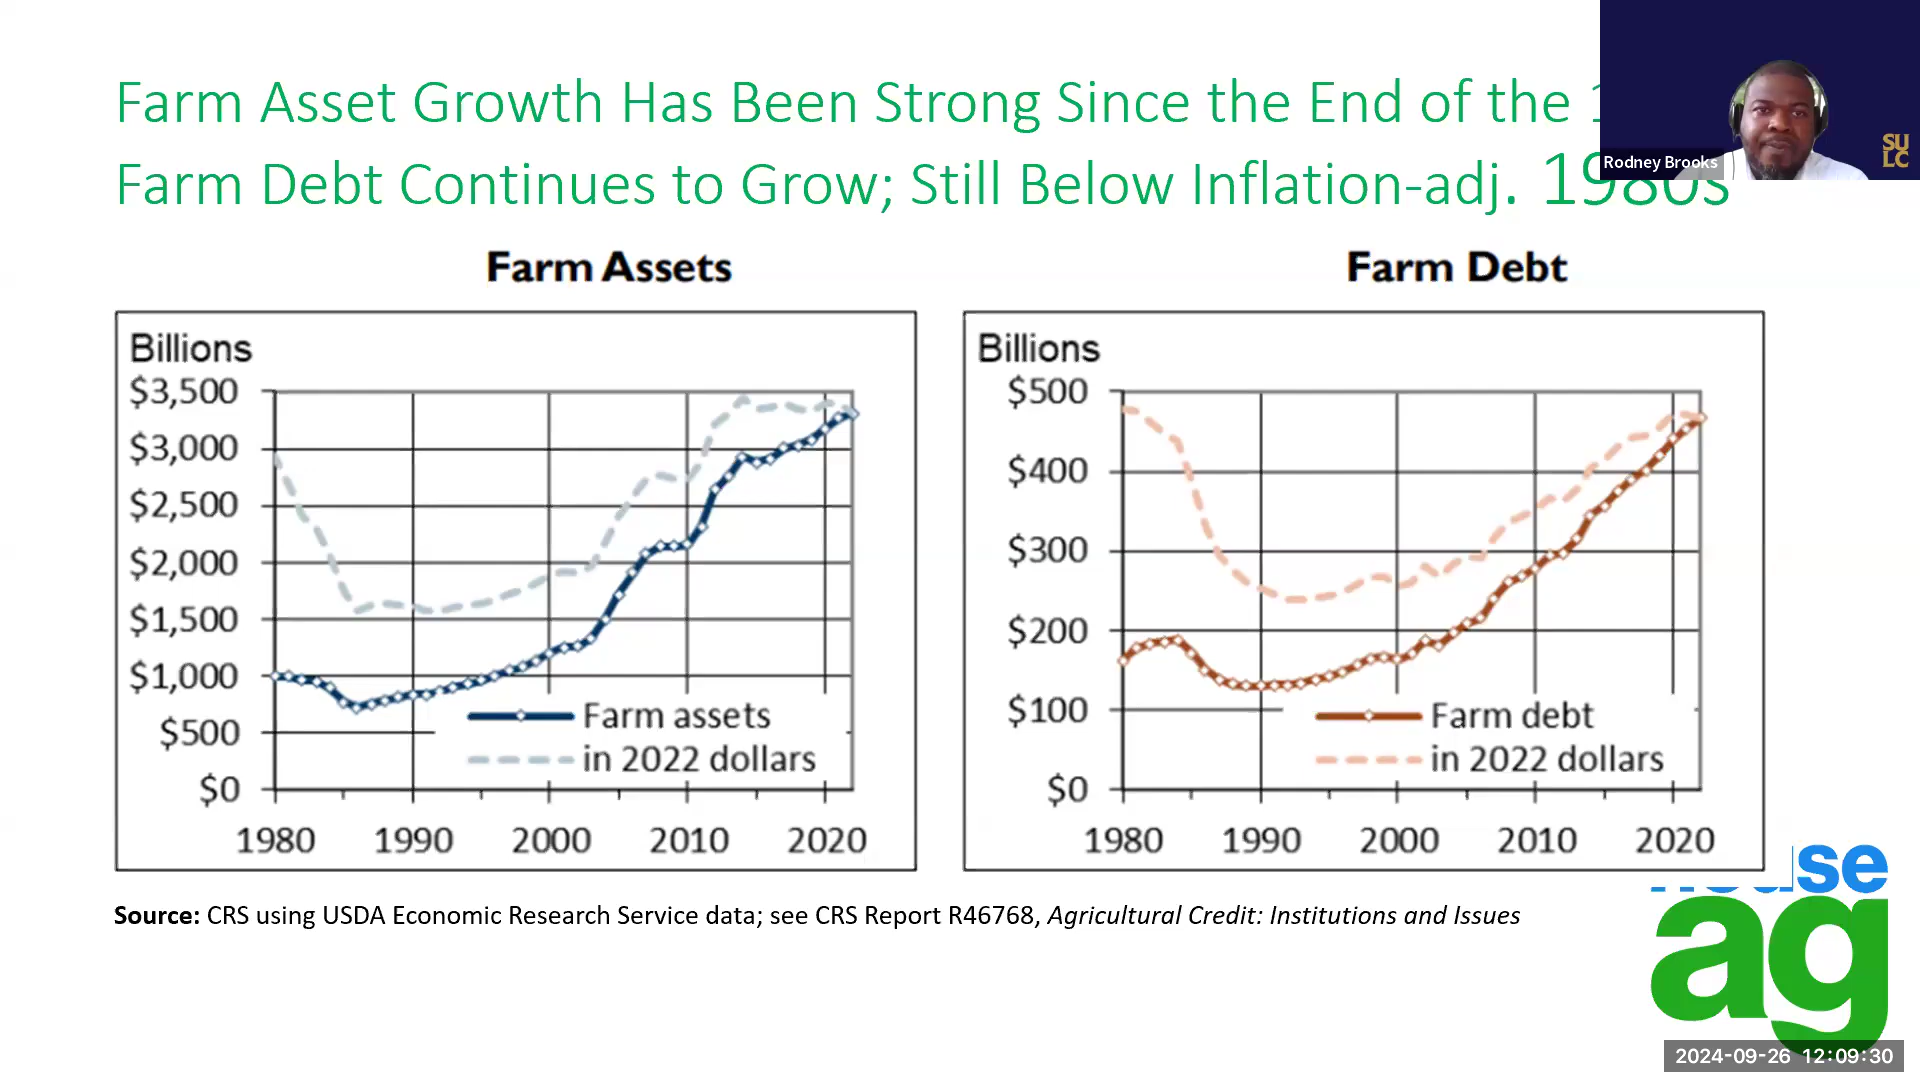 Farm Asset Growth Has Been Strong Since the End of the
Farm Debt Continues to Grow; Still Below Inflation-adj. 1980s
Rodney Brooks
SU
LC
Farm Assets
Billions
$3,500
$3,000
$2,500
$2,000
$1,500
$1,000
$500
$0
1980 1990 2000 2010 2020
Farm assets
in 2022 dollars
Farm Debt
Billions
$500
$400
$300
$200
$100
$0
1980 1990 2000 2010 2020
Farm debt
in 2022 dollars
Source: CRS using USDA Economic Research Service data; see CRS Report R46768, Agricultural Credit: Institutions and Issues
ag
2024-09-26 12:09:30